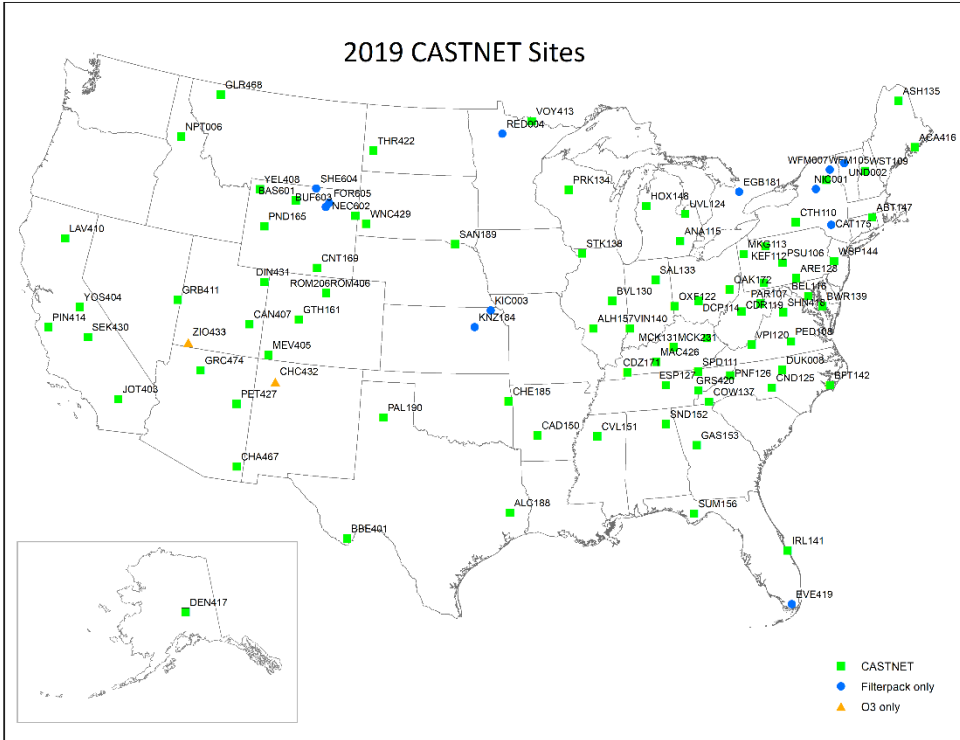 2019 CASTNET Sites
GLR468
ASH135
VOY413
RED004
NPT006
ACA416
THR422
WFM007
WFM105
WST109
UND002
YEL408
SHE604
PRK134
EGB181
NIC001
BAS601
BUF603
FOR605
NEC602
HOX148
UVL124
WNC429
CTH110
ABT147
PND165
CAT175
LAV410
SAN189
STK138
ANA115
MKG113
KEF112
PSU106
WSP144
CNT169
DIN431
ROM206
ROM406
SAL133
ARE128
OAK172
BEL116
GRB411
YOS404
KIC003
BVL130
OXF122
PAR107
DCP114
CDR119
SHN418
BWR139
PIN414
SEK430
CAN407
GTH161
KNZ184
ALH157
VIN140
ZIO433
MCK131
MCK231
VPI120
PED108
MEV405
MAC426
GRC474
CHC432
CDZ171
SPD111
DUK008
ESP127
PNF126
CND125
BFT142
JOT403
PET427
CHE185
GRS420
COW137
PAL190
SND152
CAD150
CVL151
GAS153
CHA467
ALC188
SUM156
BBE401
IRL141
EVE419
DEN417
CASTNET
Filterpack only
O3 only